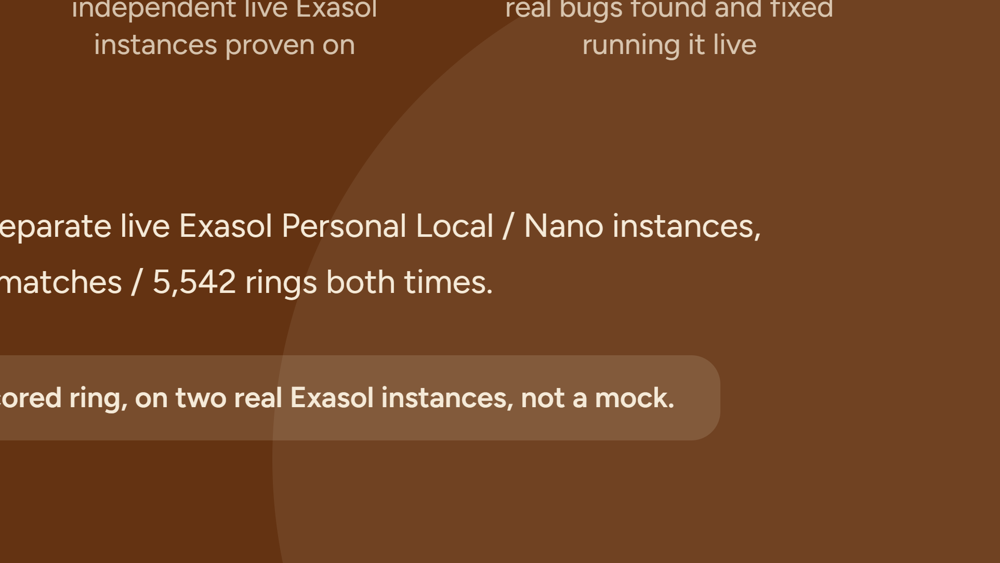 independent live Exasol
instances proven on
real bugs found and fixed
running it live
eparate live Exasol Personal Local / Nano instances,
matches / 5,542 rings both times.
cored ring, on two real Exasol instances, not a mock.